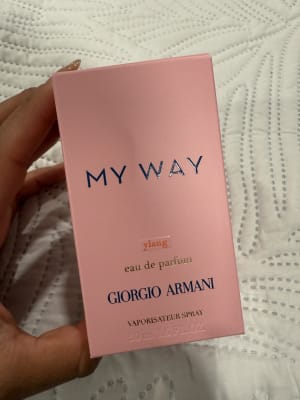 MY WAY
ylang
eau de parfum
GIORGIO ARMANI
VAPORISATEUR SPRAY